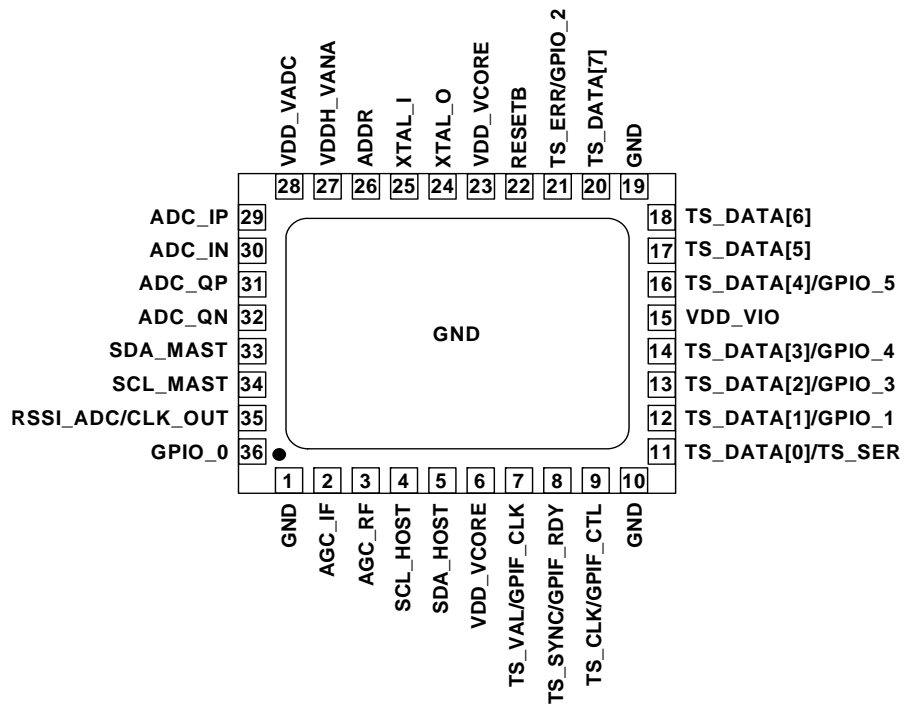 VDD_VADC
VDDH_VANA
ADDR
XTAL_I
XTAL_O
VDD_VCORE
RESETB
TS_ERR/GPIO_2
TS_DATA[7]
GND
28 27 26 25 24 23 22 21 20 19
ADC_IP 29
ADC_IN 30
ADC_QP 31
ADC_QN 32
SDA_MAST 33
SCL_MAST 34
RSSI_ADC/CLK_OUT 35
GPIO_0 36
GND
18 TS_DATA[6]
17 TS_DATA[5]
16 TS_DATA[4]/GPIO_5
15 VDD_VIO
14 TS_DATA[3]/GPIO_4
13 TS_DATA[2]/GPIO_3
12 TS_DATA[1]/GPIO_1
11 TS_DATA[0]/TS_SER
1 2 3 4 5 6 7 8 9 10
GND
AGC_IF
AGC_RF
SCL_HOST
SDA_HOST
VDD_VCORE
TS_VAL/GPIF_CLK
TS_SYNC/GPIF_RDY
TS_CLK/GPIF_CTL
GND